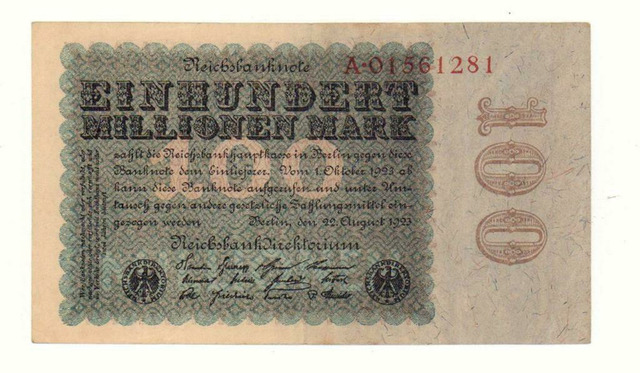 Reichsbanknote
A·01561281
EINHUNDERT
MILLIONEN MARK
zahlt die Reichsbankhauptkasse in Berlin gegen diese
Banknote dem Einlieferer. Vom 1. Oktober 1923 ab
kann diese Banknote aufgerufen und unter Um-
tausch gegen andere gesetzliche Zahlungsmittel ein-
gezogen werden
Berlin, den 22. August 1923
Reichsbankdirektorium
100
100